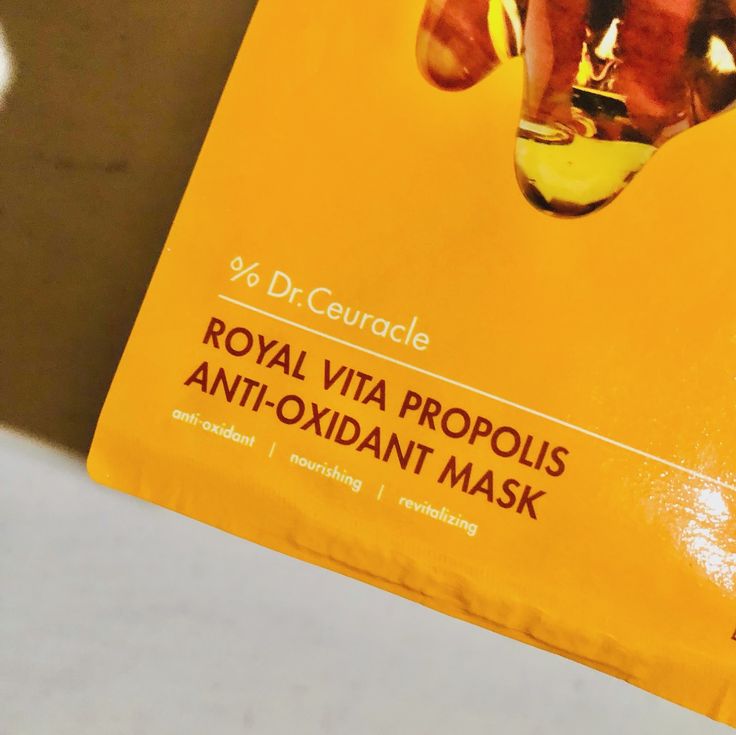 % Dr.Ceuracle
ROYAL VITA PROPOLIS
ANTI-OXIDANT MASK
anti-oxidant | nourishing | revitalizing